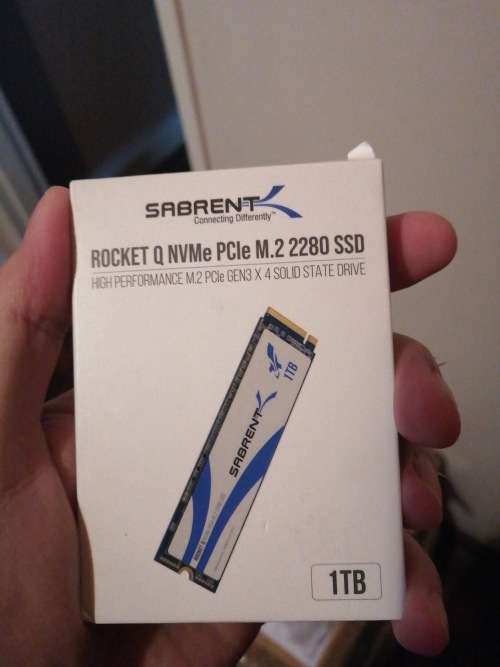 SABRENT
Connecting Differently™
ROCKET Q NVMe PCIe M.2 2280 SSD
HIGH PERFORMANCE M.2 PCIe GEN3 X 4 SOLID STATE DRIVE
1TB
SABRENT
1TB